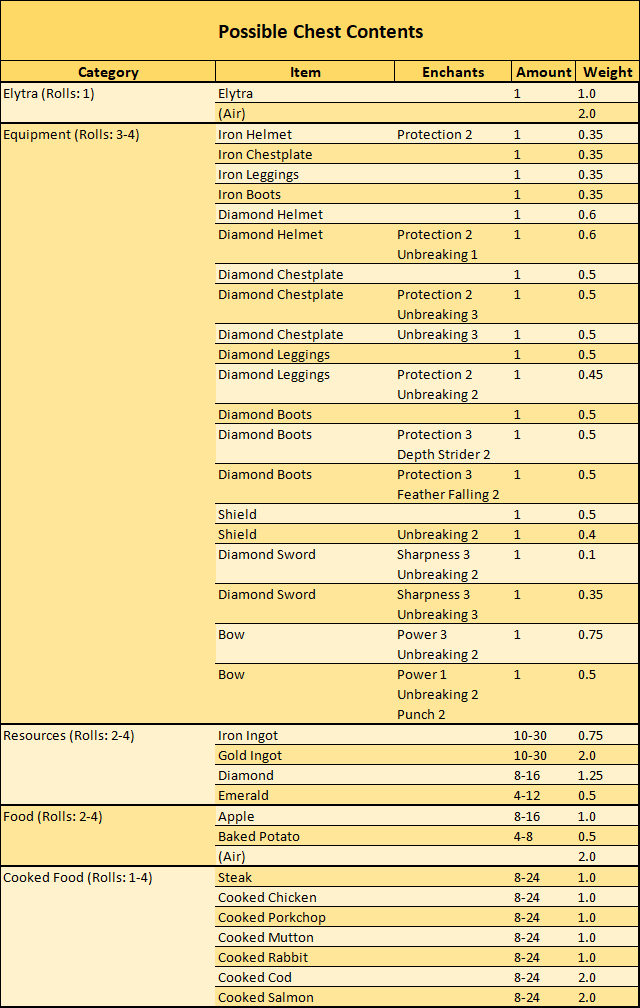 Possible Chest Contents
Category Item Enchants Amount Weight
Elytra (Rolls: 1) Elytra 1 1.0
(Air) 2.0
Equipment (Rolls: 3-4) Iron Helmet Protection 2 1 0.35
Iron Chestplate 1 0.35
Iron Leggings 1 0.35
Iron Boots 1 0.35
Diamond Helmet 1 0.6
Diamond Helmet Protection 2 1 0.6
Unbreaking 1
Diamond Chestplate 1 0.5
Diamond Chestplate Protection 2 1 0.5
Unbreaking 3
Diamond Chestplate Unbreaking 3 1 0.5
Diamond Leggings 1 0.5
Diamond Leggings Protection 2 1 0.45
Unbreaking 2
Diamond Boots 1 0.5
Diamond Boots Protection 3 1 0.5
Depth Strider 2
Diamond Boots Protection 3 1 0.5
Feather Falling 2
Shield 1 0.5
Shield Unbreaking 2 1 0.4
Diamond Sword Sharpness 3 1 0.1
Unbreaking 2
Diamond Sword Sharpness 3 1 0.35
Unbreaking 3
Bow Power 3 1 0.75
Unbreaking 2
Bow Power 1 1 0.5
Unbreaking 2
Punch 2
Resources (Rolls: 2-4) Iron Ingot 10-30 0.75
Gold Ingot 10-30 2.0
Diamond 8-16 1.25
Emerald 4-12 0.5
Food (Rolls: 2-4) Apple 8-16 1.0
Baked Potato 4-8 0.5
(Air) 2.0
Cooked Food (Rolls: 1-4) Steak 8-24 1.0
Cooked Chicken 8-24 1.0
Cooked Porkchop 8-24 1.0
Cooked Mutton 8-24 1.0
Cooked Rabbit 8-24 1.0
Cooked Cod 8-24 2.0
Cooked Salmon 8-24 2.0